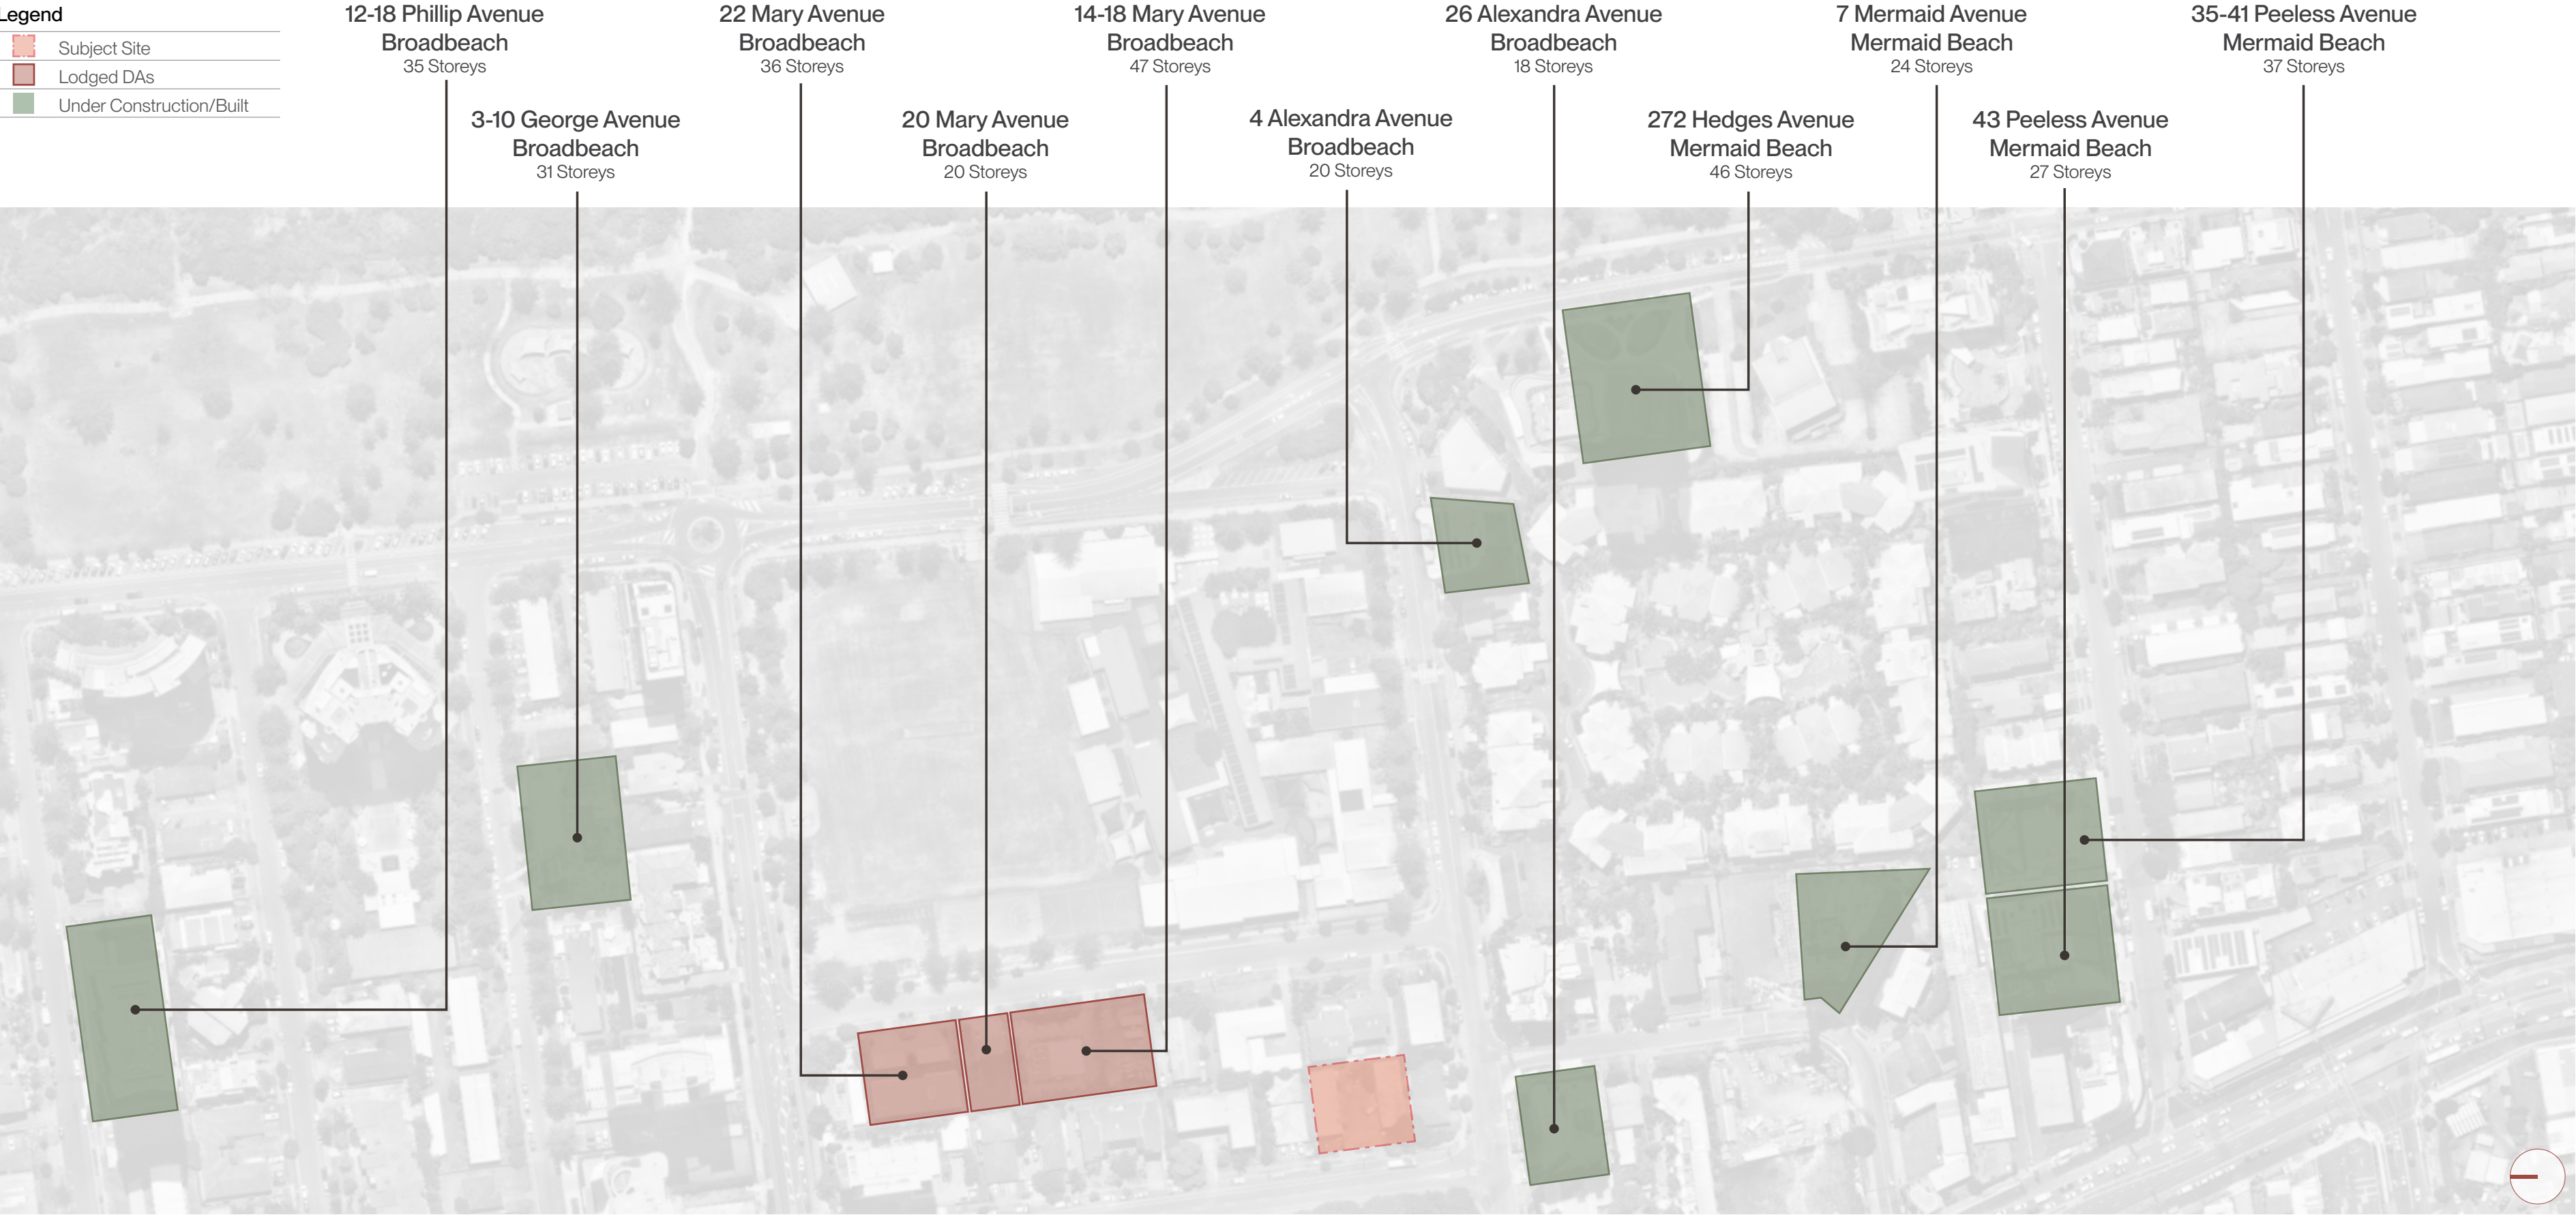 Legend
Subject Site
Lodged DAs
Under Construction/Built
12-18 Phillip Avenue
Broadbeach
35 Storeys
3-10 George Avenue
Broadbeach
31 Storeys
22 Mary Avenue
Broadbeach
36 Storeys
20 Mary Avenue
Broadbeach
20 Storeys
14-18 Mary Avenue
Broadbeach
47 Storeys
4 Alexandra Avenue
Broadbeach
20 Storeys
26 Alexandra Avenue
Broadbeach
18 Storeys
272 Hedges Avenue
Mermaid Beach
46 Storeys
7 Mermaid Avenue
Mermaid Beach
24 Storeys
43 Peeless Avenue
Mermaid Beach
27 Storeys
35-41 Peeless Avenue
Mermaid Beach
37 Storeys